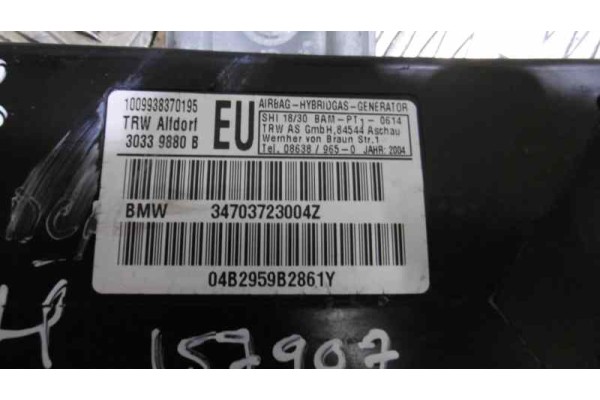 1009938370195
TRW Alfdorf
3033 9880 B
EU
AIRBAG-HYBRIDGAS-GENERATOR
SHI 18/30 BAM-PT1-0614
TRW AS GmbH, 84544 Aschau
Wernher von Braun Str.1
Tel. 08638 / 965-0 JAHR: 2004
BMW 34703723004Z
04B2959B2861Y
157907